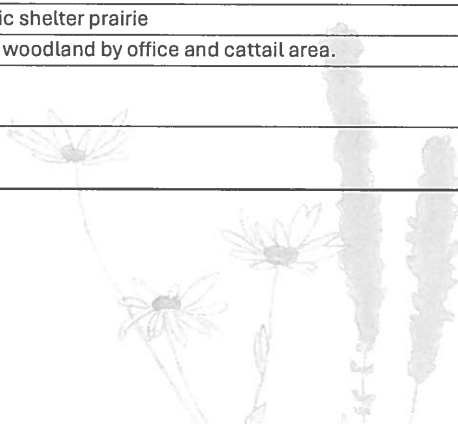 ic shelter prairie
woodland by office and cattail area.